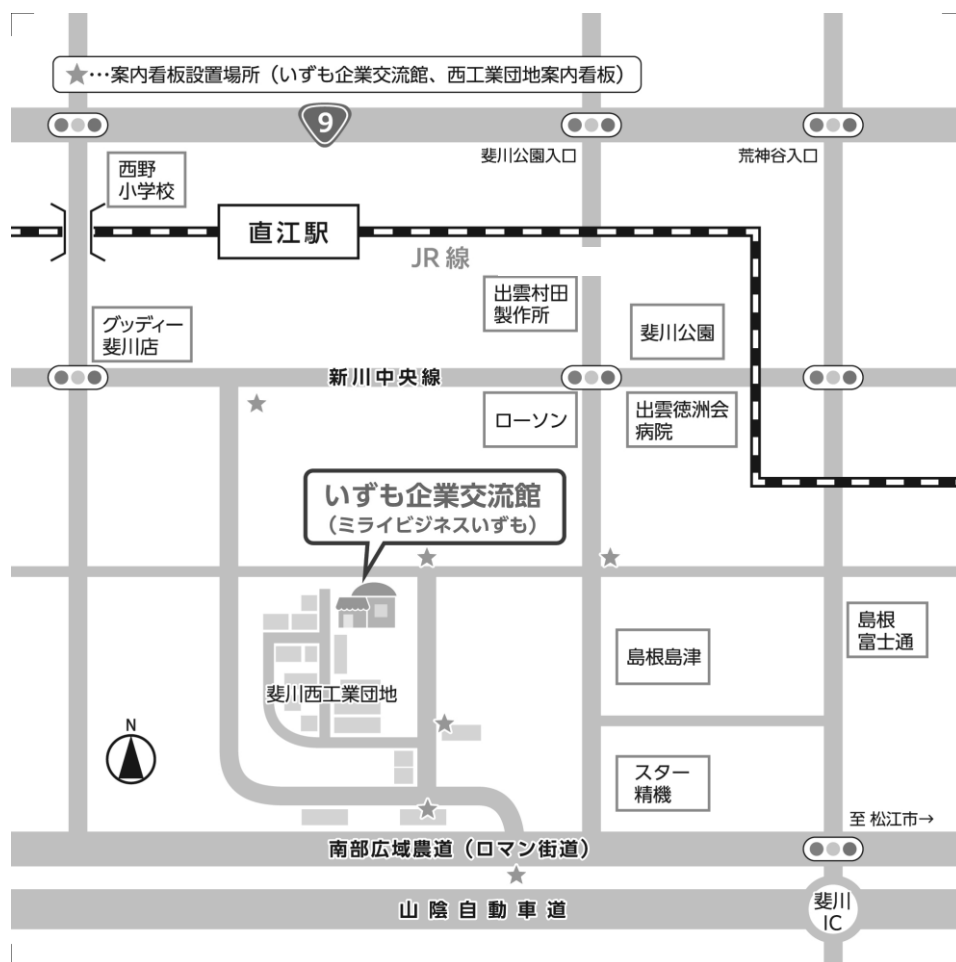 ★…案内看板設置場所（いずも企業交流館、西工業団地案内看板）
9
斐川公園入口
荒神谷入口
西野
小学校
直江駅
JR 線
出雲村田
製作所
グッディー
斐川店
斐川公園
新川中央線
ローソン
出雲徳洲会
病院
いずも企業交流館
（ミライビジネスいずも）
島根
富士通
島根島津
斐川西工業団地
N
スター
精機
至 松江市→
南部広域農道（ロマン街道）
山陰自動車道
斐川
IC